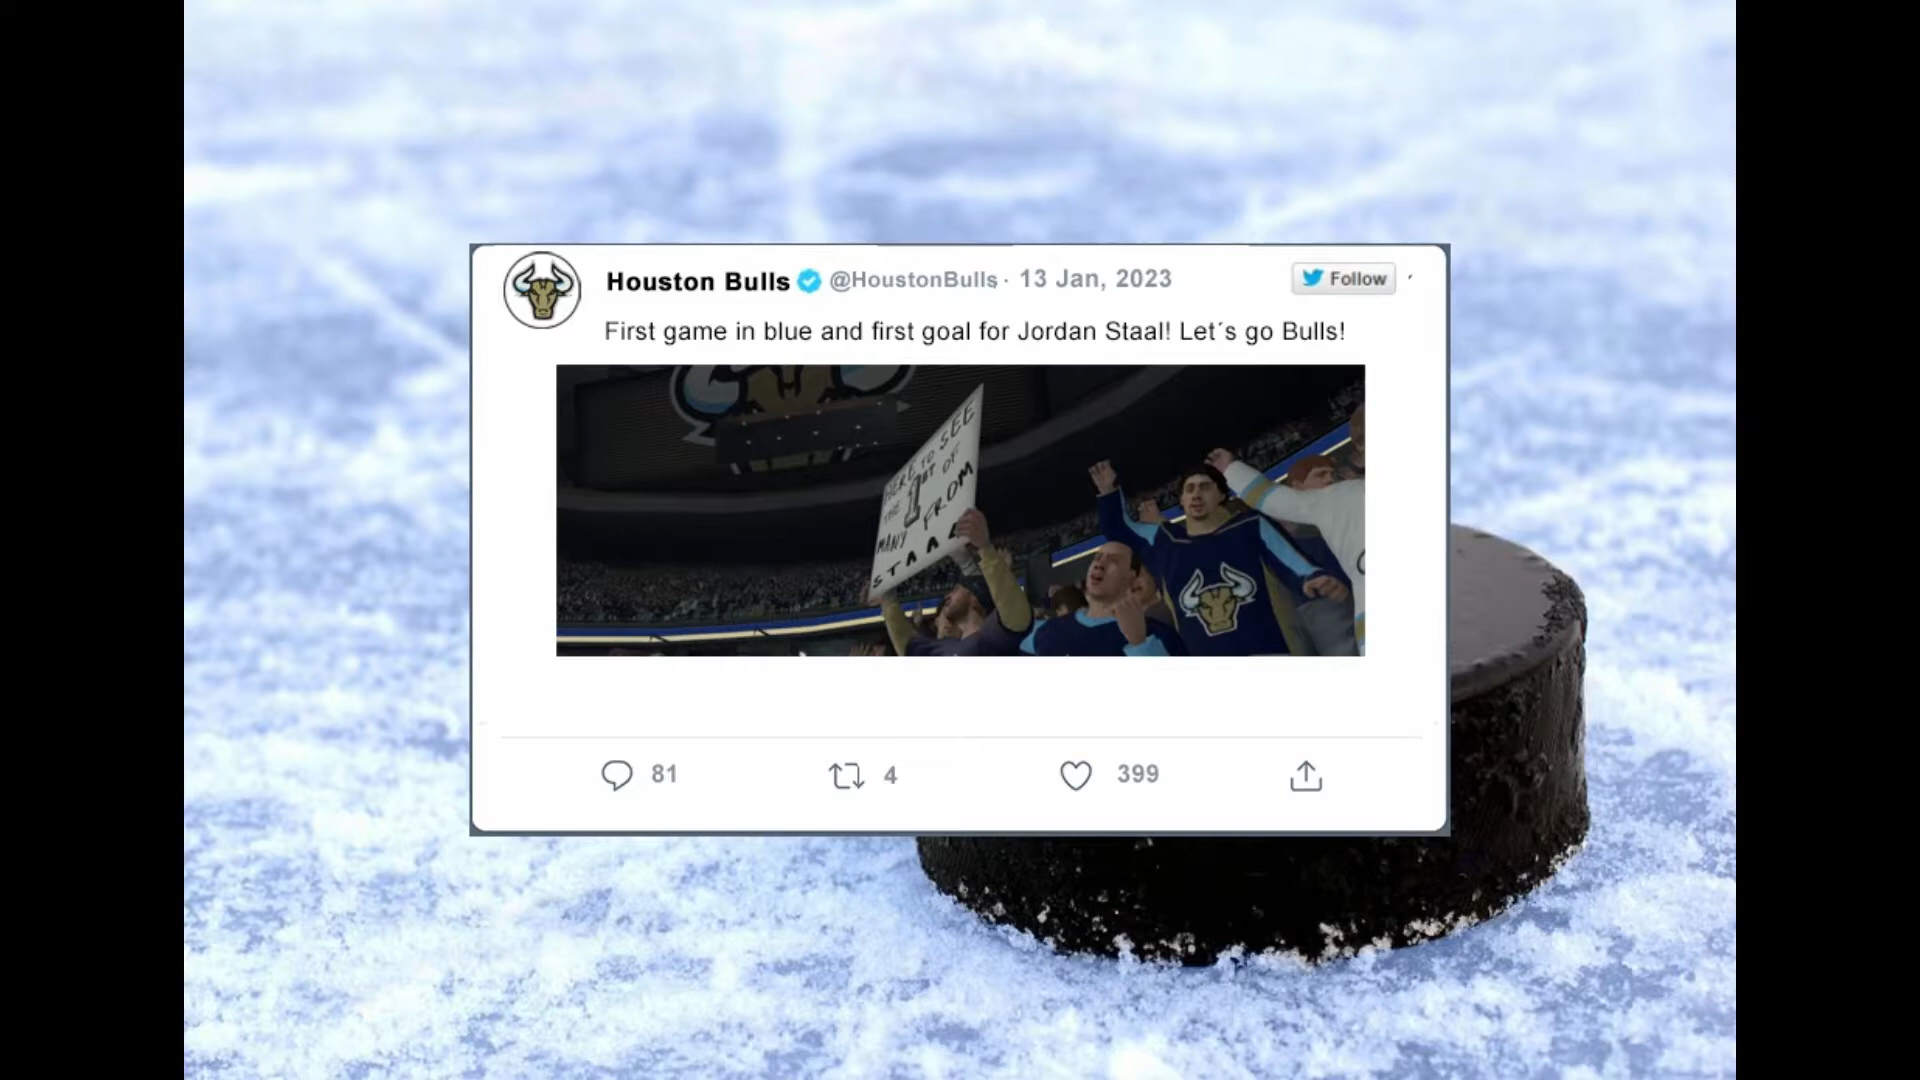 Houston Bulls @HoustonBulls · 13 Jan, 2023
Follow
First game in blue and first goal for Jordan Staal! Let´s go Bulls!
HERE TO SEE
THE 1ST OF
MANY FROM
STAAL
81
4
399